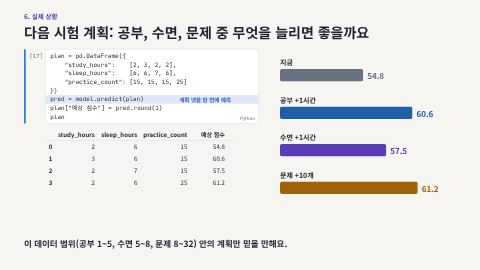 6. 실제 상황
다음 시험 계획: 공부, 수면, 문제 중 무엇을 늘리면 좋을까요
[17]
plan = pd.DataFrame({
"study_hours": [2, 3, 2, 2],
"sleep_hours": [6, 6, 7, 6],
"practice_count": [15, 15, 15, 25]
})
pred = model.predict(plan) 계획 넷을 한 번에 예측
plan["예상 점수"] = pred.round(1)
plan
Python
study_hours sleep_hours practice_count 예상 점수
0 2 6 15 54.8
1 3 6 15 60.6
2 2 7 15 57.5
3 2 6 25 61.2
지금
54.8
공부 +1시간
60.6
수면 +1시간
57.5
문제 +10개
61.2
이 데이터 범위(공부 1~5, 수면 5~8, 문제 8~32) 안의 계획만 믿을 만해요.